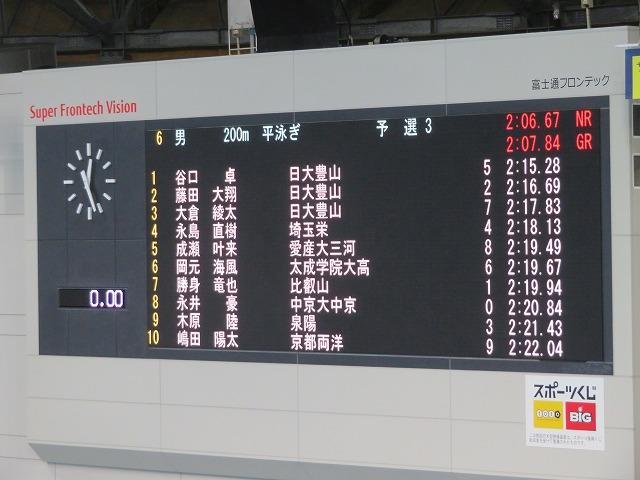 富士通フロンテック
Super Frontech Vision
6 男 200m 平泳ぎ 予 選 3 2:06.67 NR
2:07.84 GR
1 谷口 卓 日大豊山 5 2:15.28
2 藤田 大翔 日大豊山 2 2:16.69
3 大倉 綾太 日大豊山 7 2:17.83
4 永島 直樹 埼玉栄 4 2:18.13
5 成瀬 叶来 愛産大三河 8 2:19.49
6 岡元 海風 太成学院大高 6 2:19.67
7 勝身 竜也 比叡山 1 2:19.94
8 永井 豪 中京大中京 0 2:20.84
9 木原 陸 泉陽 3 2:21.43
10 嶋田 陽太 京都両洋 9 2:22.04
0.00
スポーツくじ
toto BIG